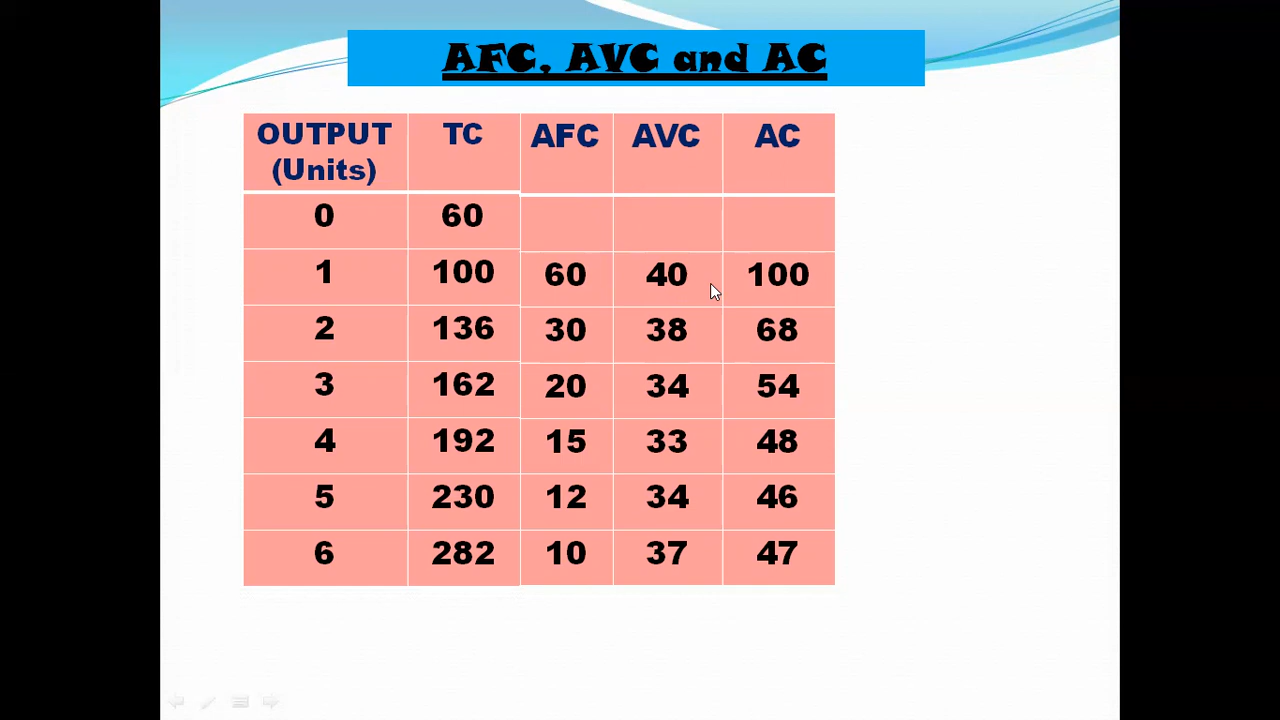 AFC, AVC and AC
OUTPUT TC AFC AVC AC
(Units)
0 60
1 100 60 40 100
2 136 30 38 68
3 162 20 34 54
4 192 15 33 48
5 230 12 34 46
6 282 10 37 47